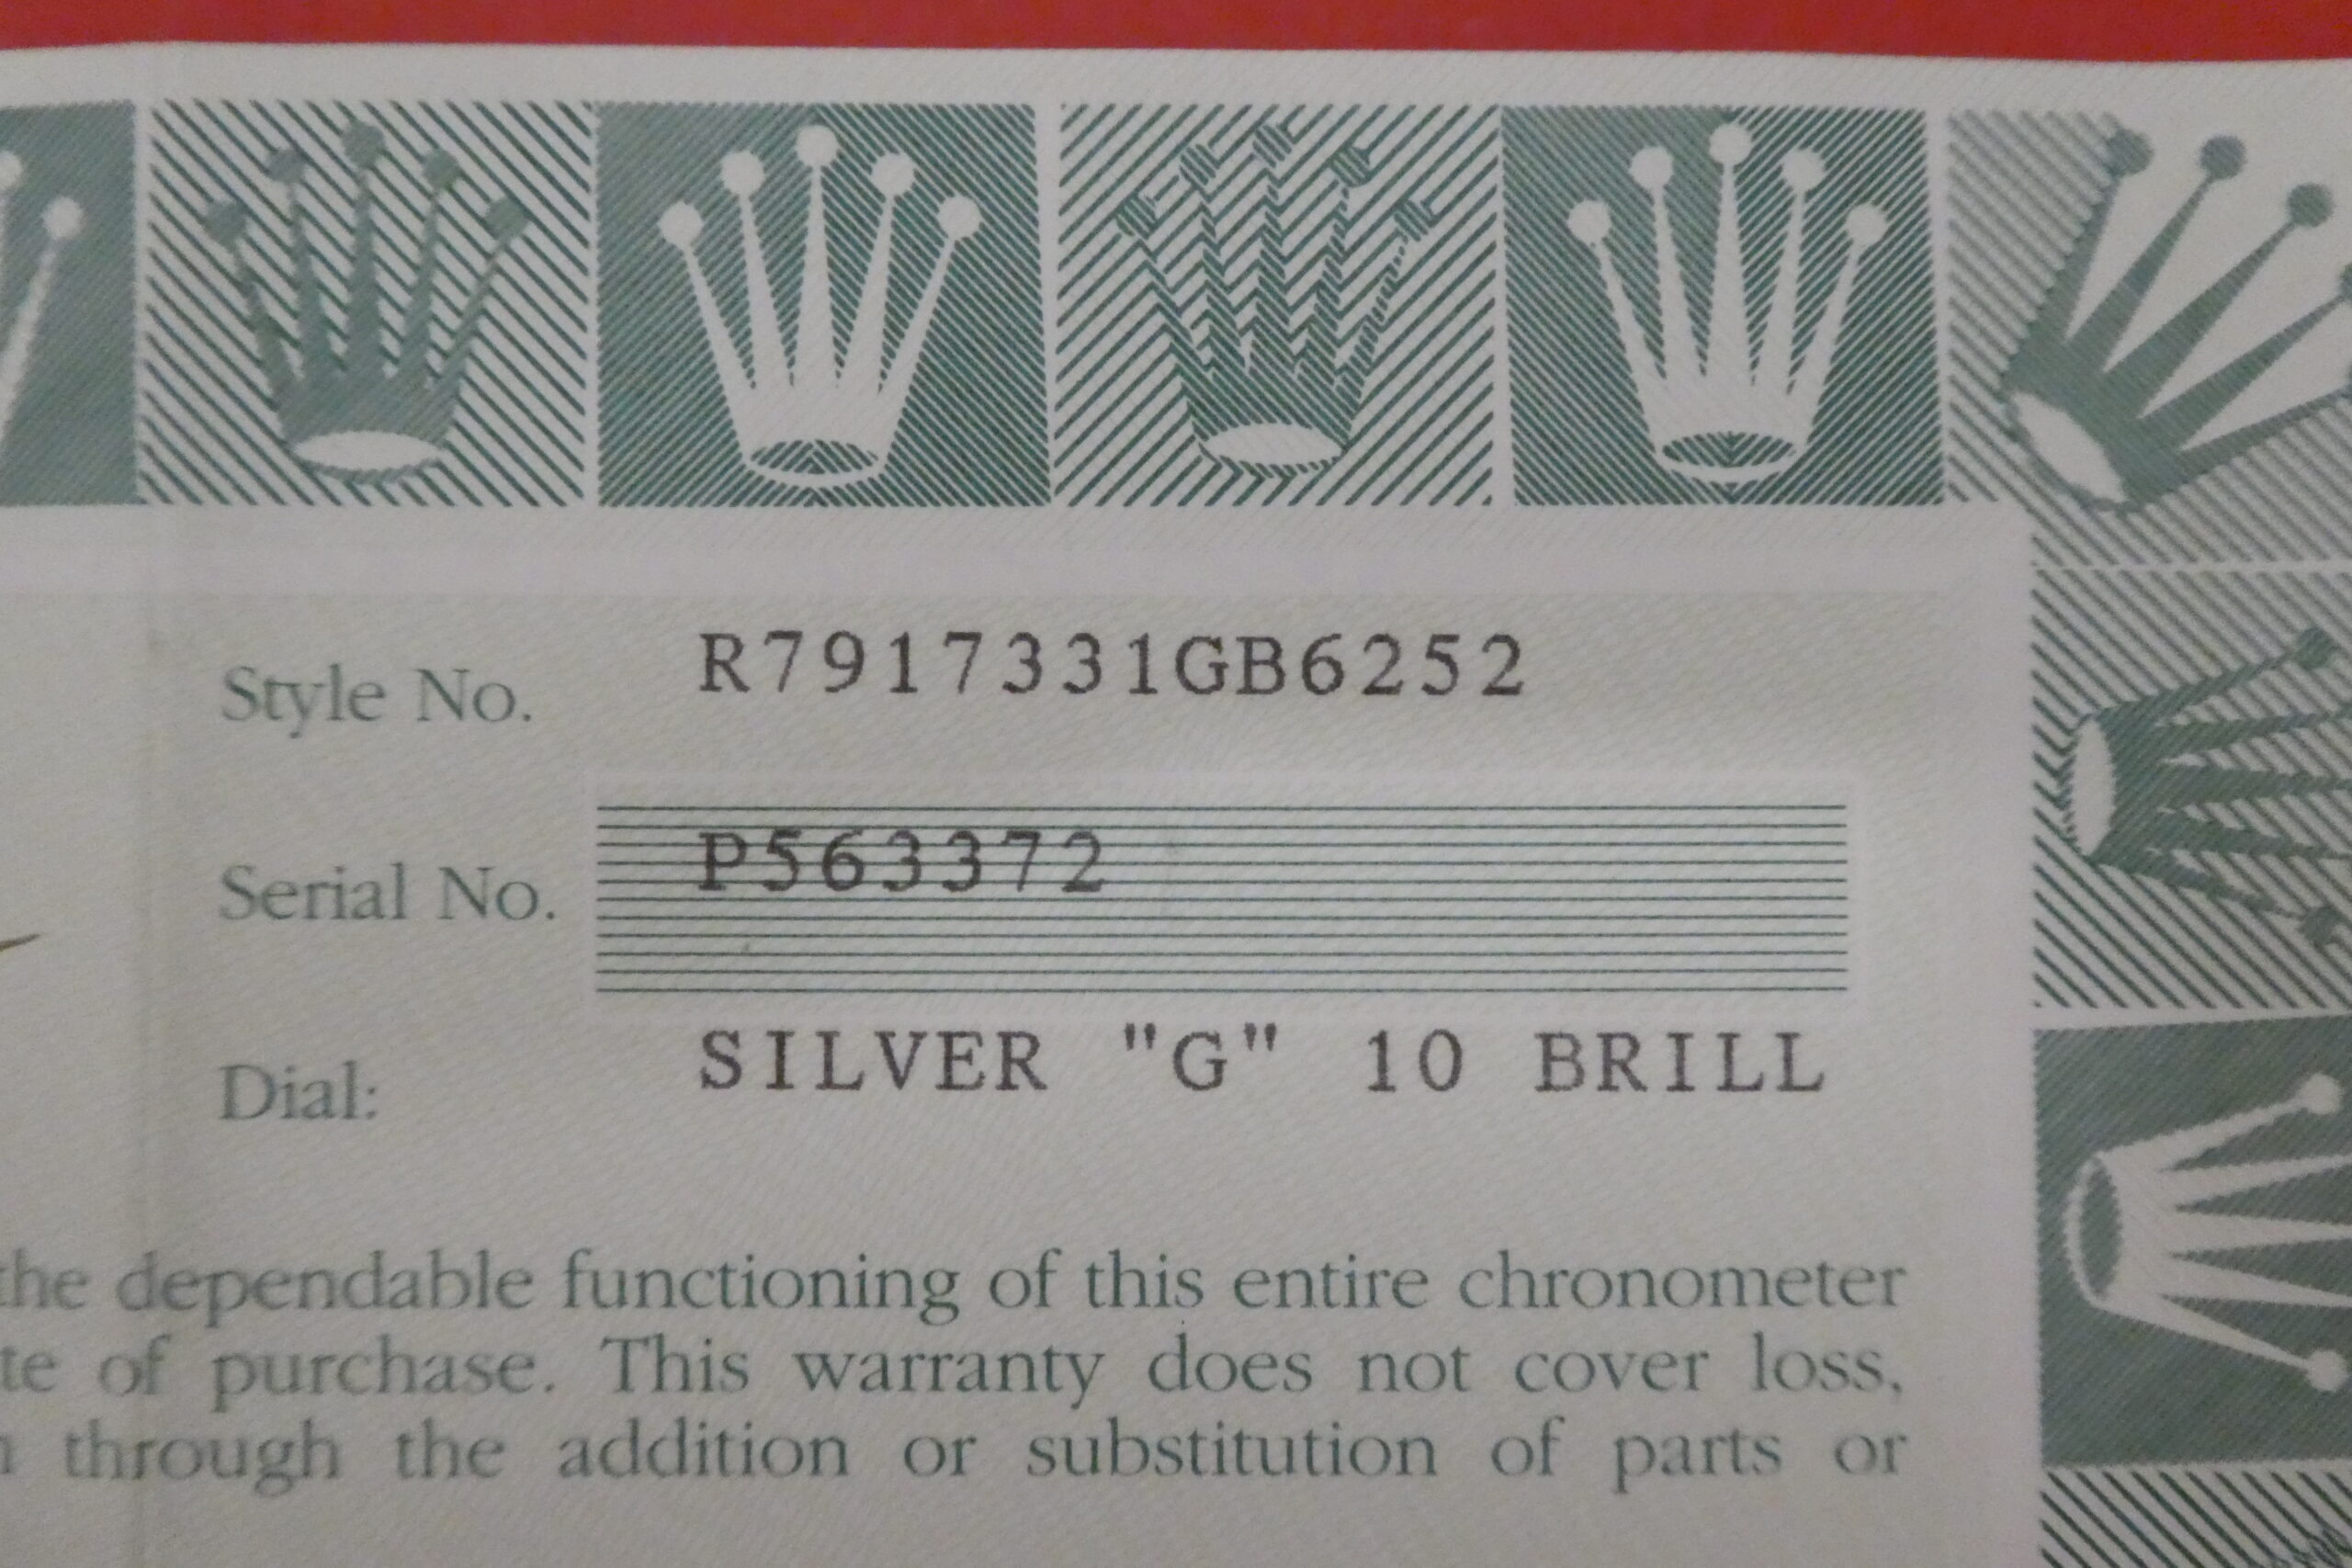 Style No. R7917331GB6252
Serial No. P563372
Dial: SILVER "G" 10 BRILL
the dependable functioning of this entire chronometer
te of purchase. This warranty does not cover loss,
through the addition or substitution of parts or